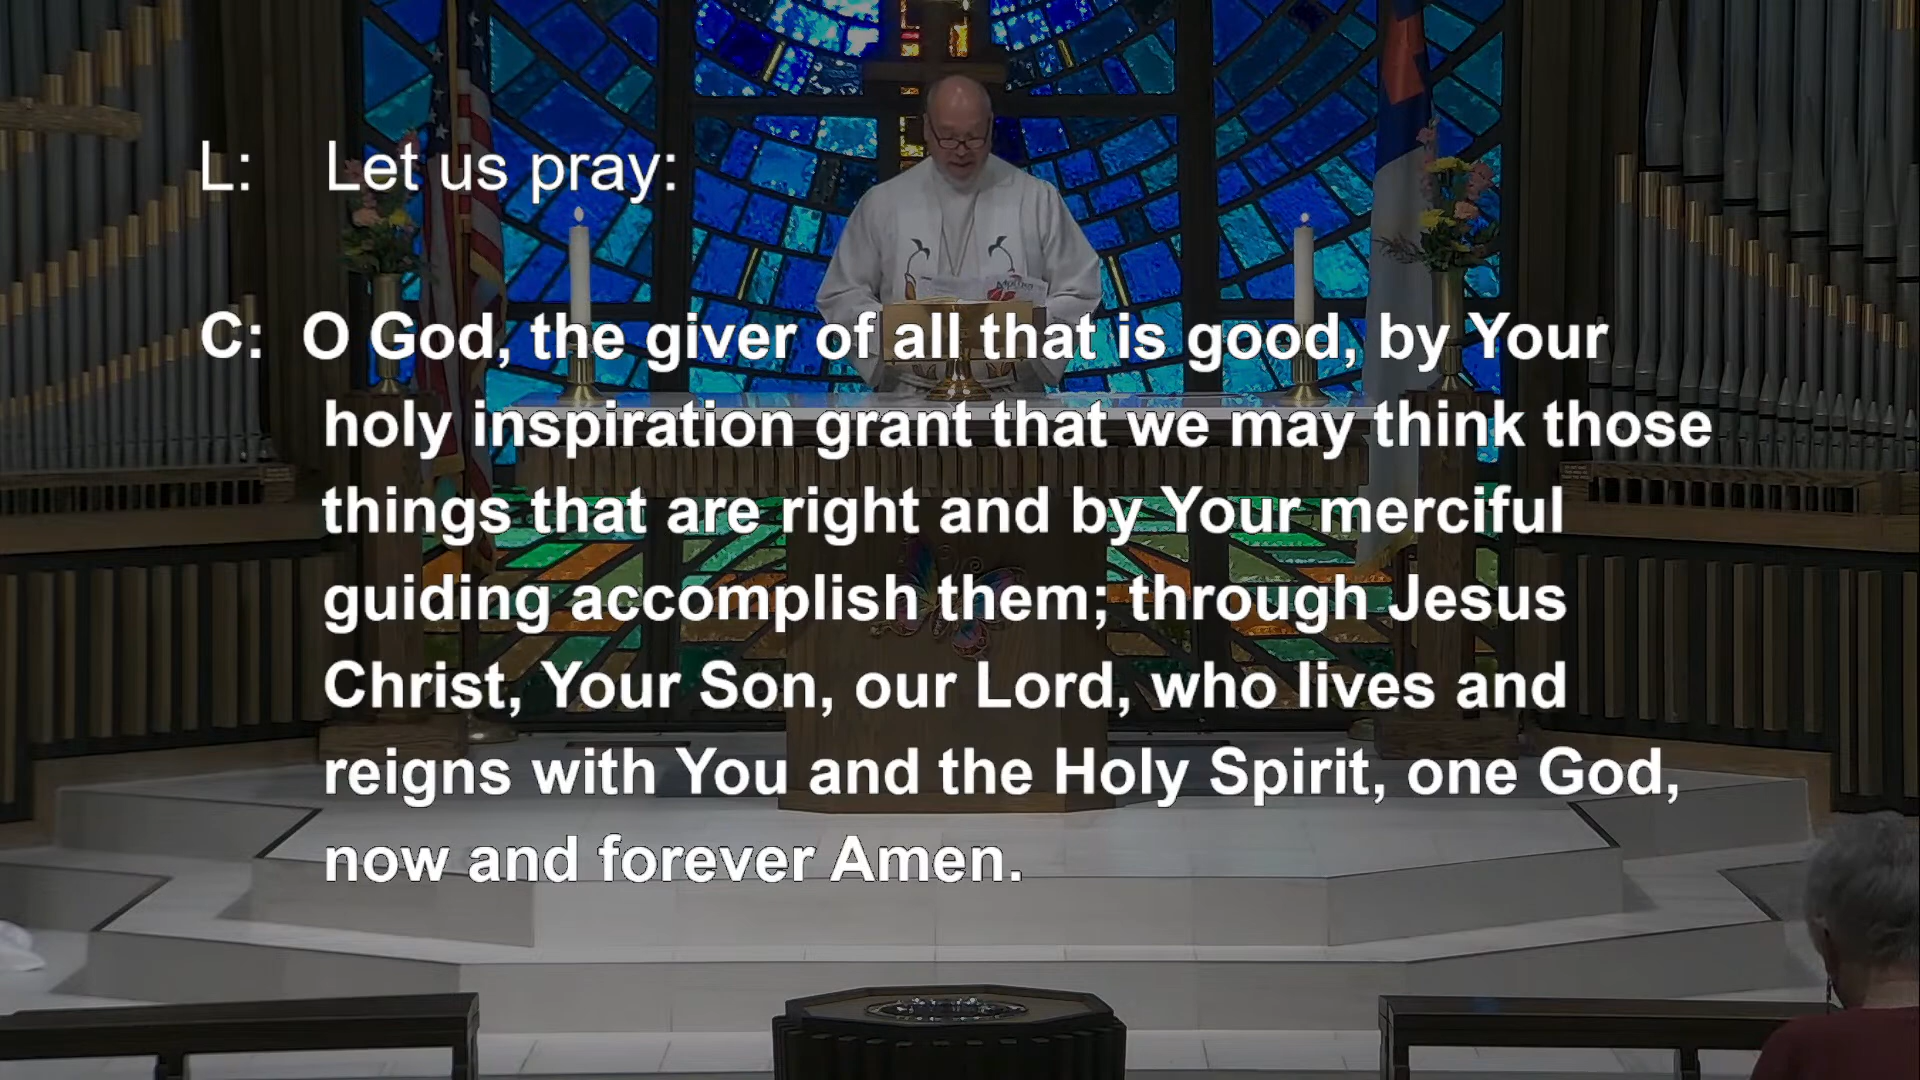 L: Let us pray:
C: O God, the giver of all that is good, by Your
holy inspiration grant that we may think those
things that are right and by Your merciful
guiding accomplish them; through Jesus
Christ, Your Son, our Lord, who lives and
reigns with You and the Holy Spirit, one God,
now and forever Amen.